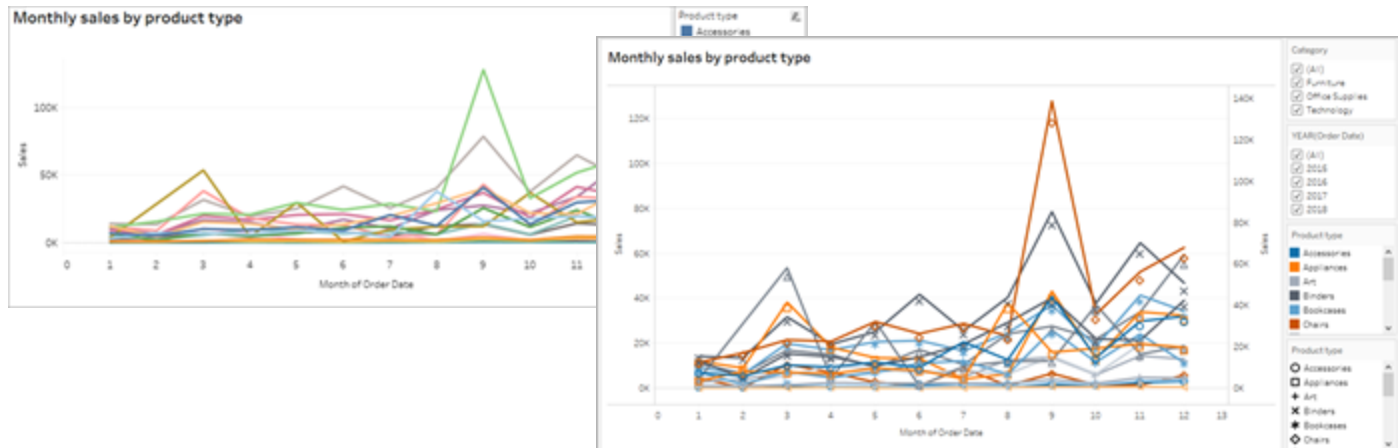 Monthly sales by product type
Product type
Accessories
100K
50K
0K
Sales
0 1 2 3 4 5 6 7 8 9 10 11
Month of Order Date
Monthly sales by product type
120K
100K
80K
60K
40K
20K
0K
Sales
140K
120K
100K
80K
60K
40K
20K
0K
Sales
0 1 2 3 4 5 6 7 8 9 10 11 12 13
Month of Order Date
Category
(All)
Furniture
Office Supplies
Technology
YEAR(Order Date)
(All)
2015
2016
2017
2018
Product type
Accessories
Appliances
Art
Binders
Bookcases
Chairs
Product type
Accessories
Appliances
Art
Binders
Bookcases
Chairs